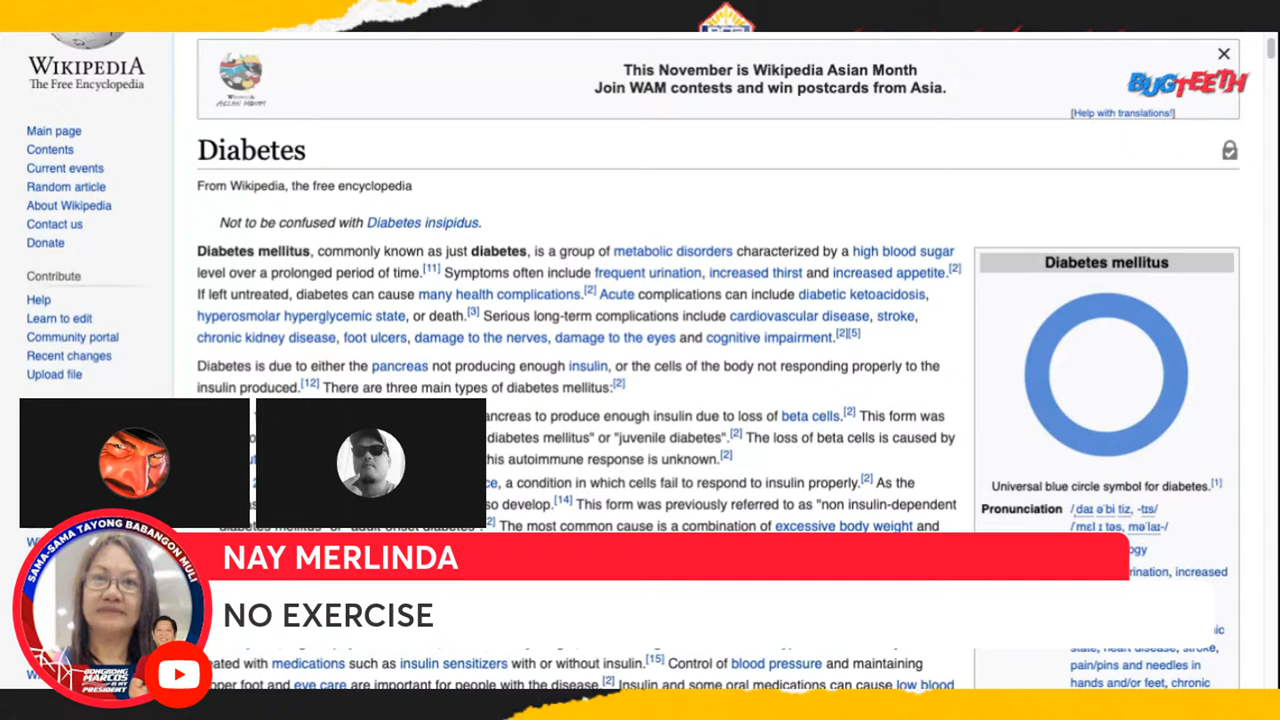 WIKIPEDIA
The Free Encyclopedia
Main page
Contents
Current events
Random article
About Wikipedia
Contact us
Donate
Contribute
Help
Learn to edit
Community portal
Recent changes
Upload file
This November is Wikipedia Asian Month
Join WAM contests and win postcards from Asia.
[Help with translations!]
BUGTEETH
Diabetes
From Wikipedia, the free encyclopedia
Not to be confused with Diabetes insipidus.
Diabetes mellitus, commonly known as just diabetes, is a group of metabolic disorders characterized by a high blood sugar
level over a prolonged period of time.[11] Symptoms often include frequent urination, increased thirst and increased appetite.[2]
If left untreated, diabetes can cause many health complications.[2] Acute complications can include diabetic ketoacidosis,
hyperosmolar hyperglycemic state, or death.[3] Serious long-term complications include cardiovascular disease, stroke,
chronic kidney disease, foot ulcers, damage to the nerves, damage to the eyes and cognitive impairment.[2][5]
Diabetes is due to either the pancreas not producing enough insulin, or the cells of the body not responding properly to the
insulin produced.[12] There are three main types of diabetes mellitus:[2]
to produce enough insulin due to loss of beta cells.[2] This form was
diabetes mellitus" or "juvenile diabetes".[2] The loss of beta cells is caused by
this autoimmune response is unknown.[2]
, a condition in which cells fail to respond to insulin properly.[2] As the
develop.[14] This form was previously referred to as "non insulin-dependent
[2] The most common cause is a combination of excessive body weight and
with medications such as insulin sensitizers with or without insulin.[15] Control of blood pressure and maintaining
foot and eye care are important for people with the disease.[2] Insulin and some oral medications can cause low blood
Diabetes mellitus
Universal blue circle symbol for diabetes.[1]
Pronunciation /ˌdaɪəˈbiːtiːz, -tɪs/
increased
pain/pins and needles in
hands and/or feet, chronic
SAMA-SAMA TAYONG BABANGON MULI
BONGBONG
MARCOS
IS MY
PRESIDENT
NAY MERLINDA
NO EXERCISE